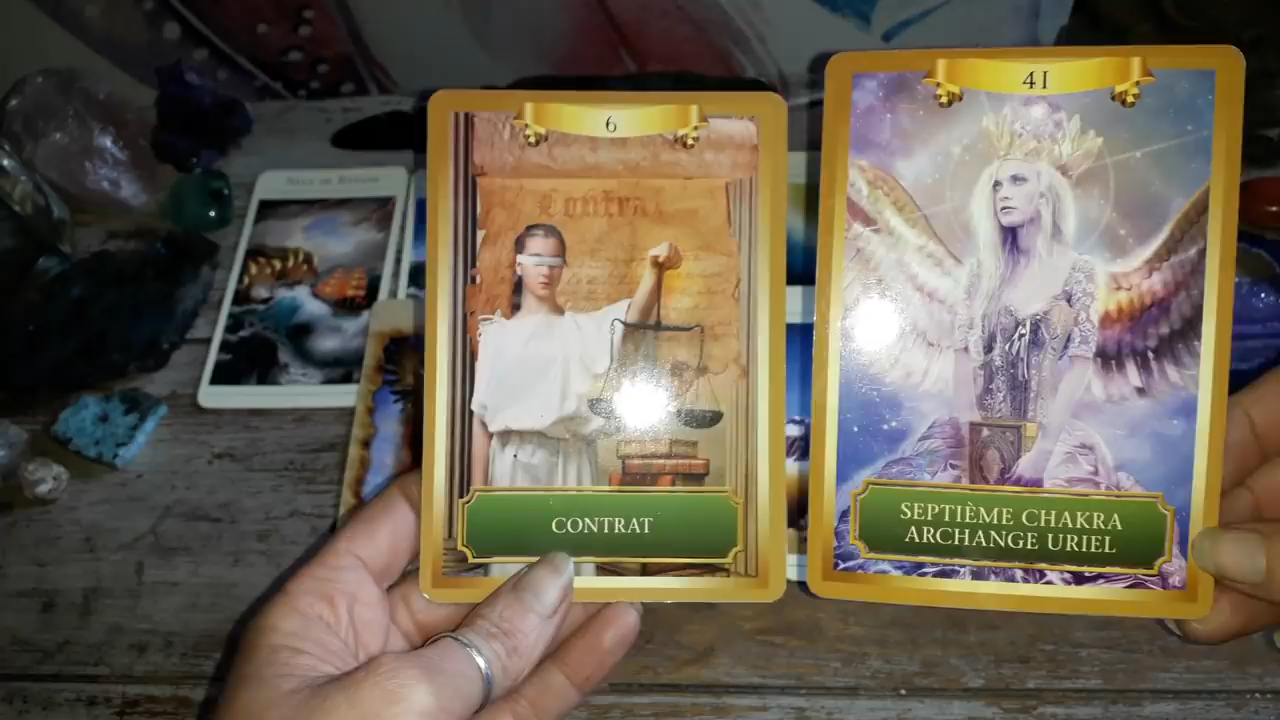 6
Contrat
CONTRAT
41
SEPTIÈME CHAKRA
ARCHANGE URIEL